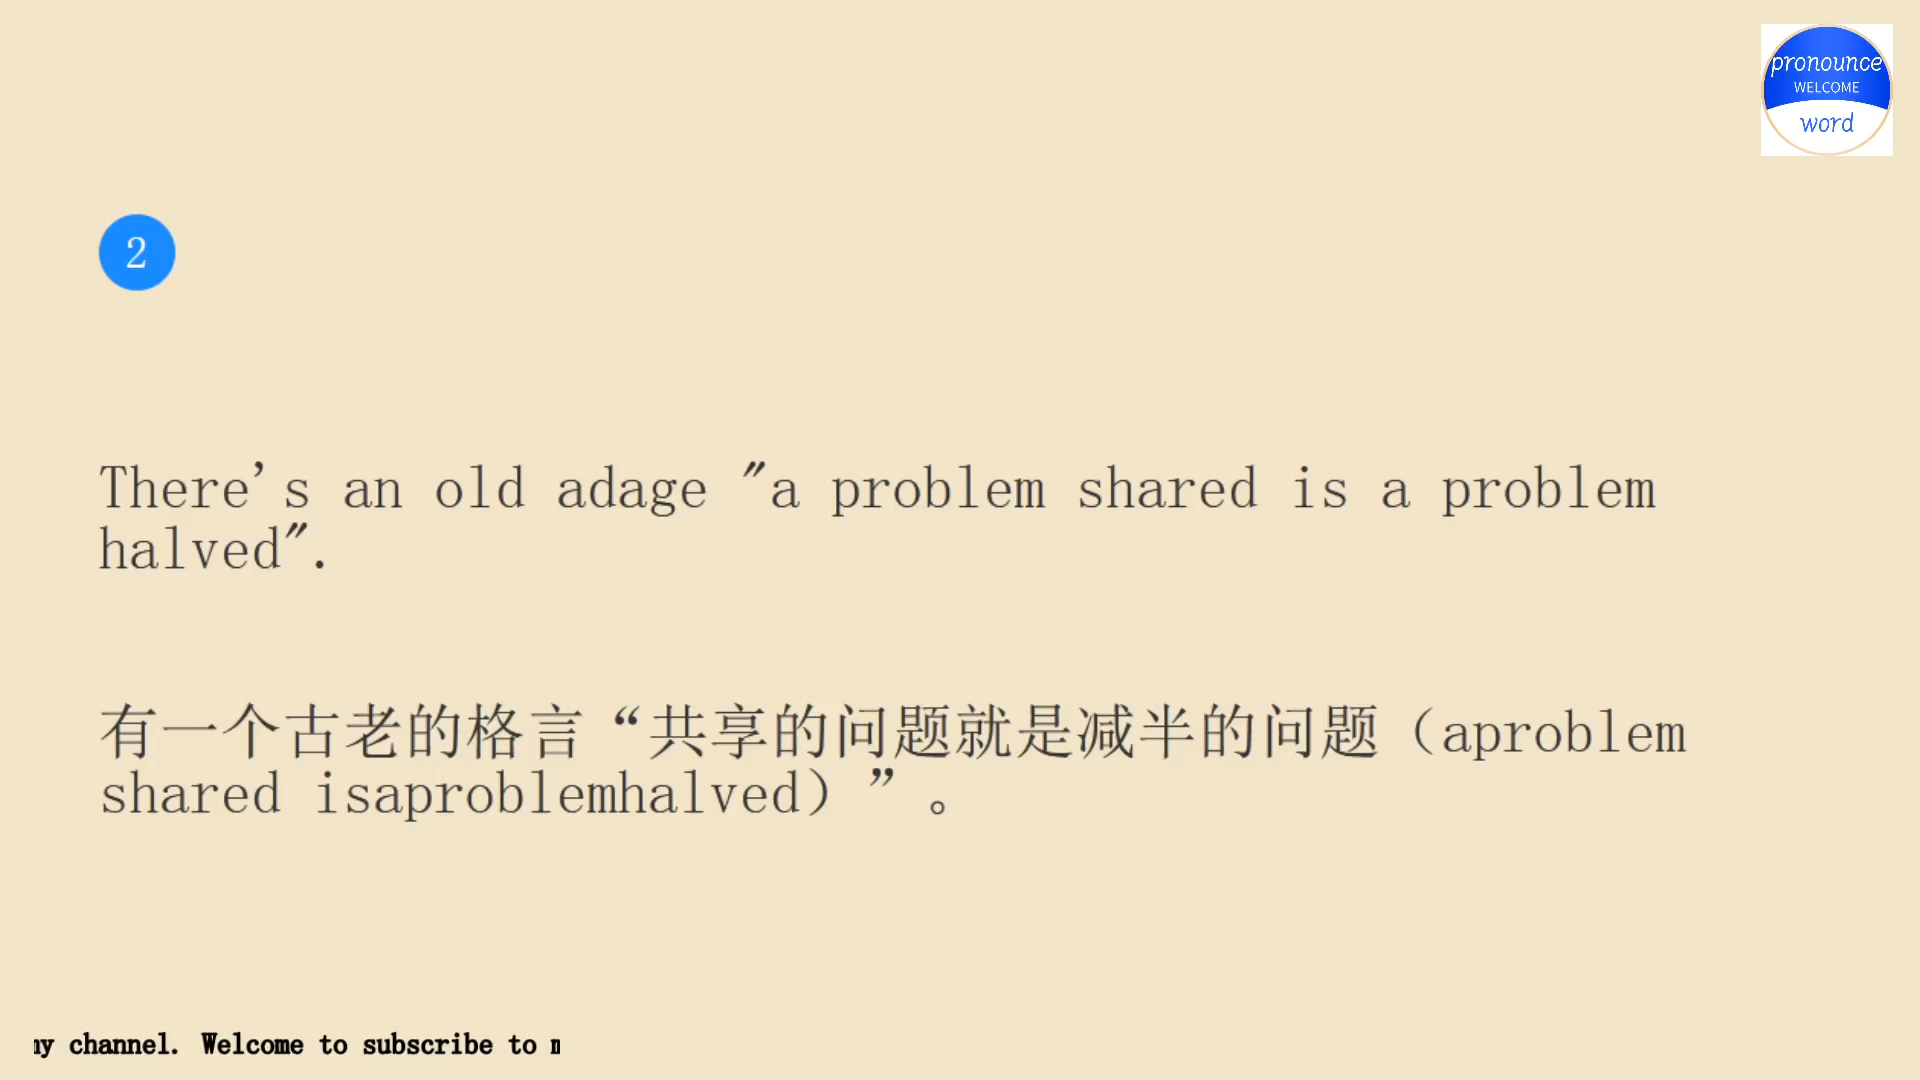 pronounce
WELCOME
word
2
There's an old adage "a problem shared is a problem
halved".
有一个古老的格言“共享的问题就是减半的问题（aproblem
shared isaproblemhalved）”。
my channel. Welcome to subscribe to m